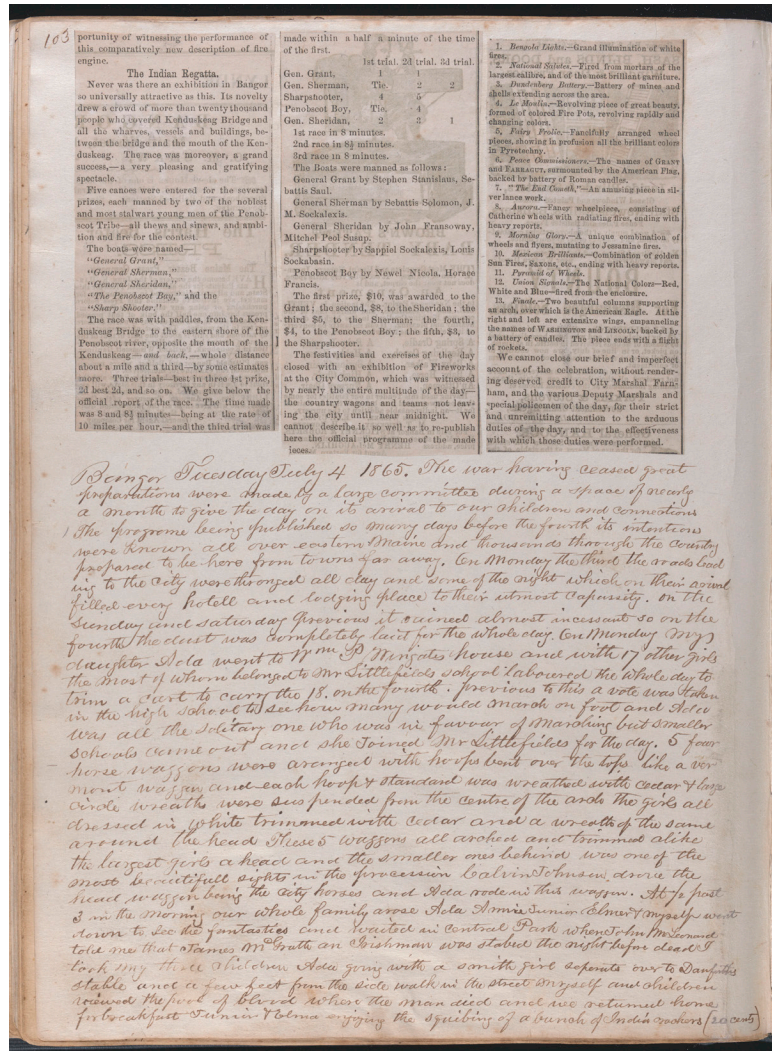 103
portunity of witnessing the performance of
this comparatively new description of fire
engine.
The Indian Regatta.
Never was there an exhibition in Bangor
so universally attractive as this. Its novelty
drew a crowd of more than twenty thousand
people who covered Kenduskeag Bridge and
all the wharves, vessels and buildings, be-
tween the bridge and the mouth of the Ken-
duskeag. The race was moreover, a grand
success,—a very pleasing and gratifying
spectacle.
Five canoes were entered for the several
prizes, each manned by two of the noblest
and most stalwart young men of the Penob-
scot Tribe—all thews and sinews, and ambi-
tion and fire for the contest.
The boats were named—
"General Grant,"
"General Sherman,"
"General Sheridan,"
"The Penobscot Boy," and the
"Sharp Shooter."
The race was with paddles, from the Ken-
duskeag Bridge to the eastern shore of the
Penobscot river, opposite the mouth of the
Kenduskeag—and back,—whole distance
about a mile and a third—by some estimates
more. Three trials—best in three 1st prize,
2d best 2d, and so on. We give below the
official report of the race. The time made
was 8 and 8½ minutes—being at the rate of
10 miles per hour,—and the third trial was
made within a half a minute of the time
of the first.
1st trial. 2d trial. 3d trial.
Gen. Grant, 1 1
Gen. Sherman, Tie. 2 2
Sharpshooter, 4 5
Penobscot Boy, Tie. 4
Gen. Sheridan, 2 3 1
1st race in 8 minutes.
2nd race in 8½ minutes.
3rd race in 8 minutes.
The Boats were manned as follows:
General Grant by Stephen Stanislaus, Se-
battis Saul.
General Sherman by Sebattis Solomon, J.
M. Sockalexis.
General Sheridan by John Fransoway,
Mitchel Peol Susup.
Sharpshooter by Sappiel Sockalexis, Louis
Sockabasin.
Penobscot Boy by Newel Nicola, Horace
Francis.
The first prize, $10, was awarded to the
Grant; the second, $8, to the Sheridan; the
third $5, to the Sherman; the fourth,
$4, to the Penobscot Boy; the fifth, $3, to
the Sharpshooter.
The festivities and exercises of the day
closed with an exhibition of Fireworks
at the City Common, which was witnessed
by nearly the entire multitude of the day—
the country wagons and teams not leav-
ing the city until near midnight. We
cannot describe it so well as to re-publish
here the official programme of the made
ieces.
1. Bengola Lights.—Grand illumination of white
fires.
2. National Salutes.—Fired from mortars of the
largest calibre, and of the most brilliant garniture.
3. Dandenburg Battery.—Battery of mines and
shells extending across the area.
4. Le Moulin.—Revolving piece of great beauty,
formed of colored Fire Pots, revolving rapidly and
changing colors.
5. Fairy Frolic.—Fancifully arranged wheel
pieces, showing in profusion all the brilliant colors
in Pyrotechny.
6. Peace Commissioners.—The names of GRANT
and FARRAGUT, surmounted by the American Flag,
backed by battery of Roman candles.
7. "The End Cometh,"—An amusing piece in sil-
ver lance work.
8. Aurora.—Fancy wheelpiece, consisting of
Catherine wheels with radiating fires, ending with
heavy reports.
9. Morning Glory.—A unique combination of
wheels and flyers, mutating to Jessamine fires.
10. Mexican Brilliants.—Combination of golden
Sun Fires, Saxons, etc., ending with heavy reports.
11. Pyramid of Wheels.
12. Union Signals.—The National Colors—Red,
White and Blue—fired from the enclosure.
13. Finale.—Two beautiful columns supporting
an arch, over which is the American Eagle. At the
right and left are extensive wings, empanneling
the names of WASHINGTON and LINCOLN, backed by
a battery of candles. The piece ends with a flight
of rockets.
We cannot close our brief and imperfect
account of the celebration, without render-
ing deserved credit to City Marshal Farn-
ham, and the various Deputy Marshals and
special policemen of the day, for their strict
and unremitting attention to the arduous
duties of the day, and to the effectiveness
with which those duties were performed.
Bangor Tuesday July 4 1865. The war having ceased great
preparations were made by a large committee during a space of nearly
a month to give the day on its arival to our children and connections
The programe being published so many days before the fourth its intentions
were known all over eastern Maine and thousands through the country
prepared to be here from towns far away. On Monday the third the roads lead
ing to the City were thronged all day and some of the night which on their arival
filled every hotell and lodging place to their utmost capassity. On the
Sunday and saturday previous it rained almost incessant so on the
fourth the dust was completely laid for the whole day. On Monday my
daughter Ada went to Wm P Wingates house and with 17 other girls
the most of whom belonged to Mr Littlefields school laboured the whole day to
trim a cart to carry the 18. on the fourth. previous to this a vote was taken
in the high school to see how many would march on foot and Ada
was all the solitary one who was in favour of Marching but smaller
schools came out and she Joined Mr Littlefields for the day. 5 four
horse waggons were aranged with hoops bent over the tops like a ver
mont waggon and each hoop & standard was wreathed with cedar & large
circle wreaths were suspended from the centre of the arch the girls all
dressed in white trimmed with cedar and a wreath of the same
around the head These 5 waggons all arched and trimmed alike
the largest girls ahead and the smaller ones behind was one of the
most beautifull sights in the procession Calvin Johnson drove the
head waggon being the City horses and Ada rode in this waggon. At ½ past
3 in the morning our whole family arose Ada Annie Junior Elmer & myself went
down to see the fantastics and waited in Central Park when John
told me that James McGrath an Irishman was stabed the night before dead I
took my three children Ada going with a smith girl seperate over to
stable and a few feet from the side walk in the street myself and children
viewed the pool of blood where the man died and we returned home
for breakfast Junior & enjoying the squibing of a bunch of India crackers (20 cents)